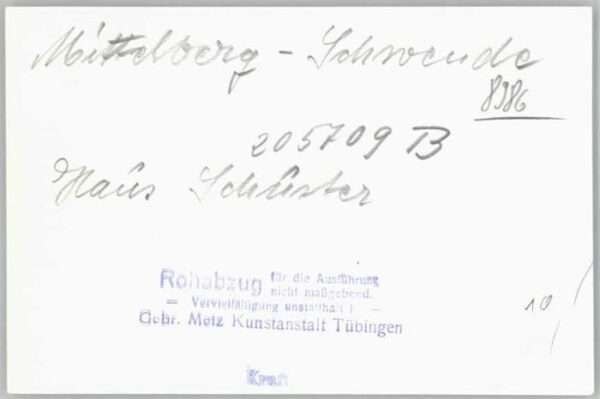 Mittelberg - Schwende
8986
205709 B
Haus Schuster
Rohabzug für die Ausführung
nicht maßgebend.
= Vervielfältigung unstatthaft! =
Gebr. Metz Kunstanstalt Tübingen
10